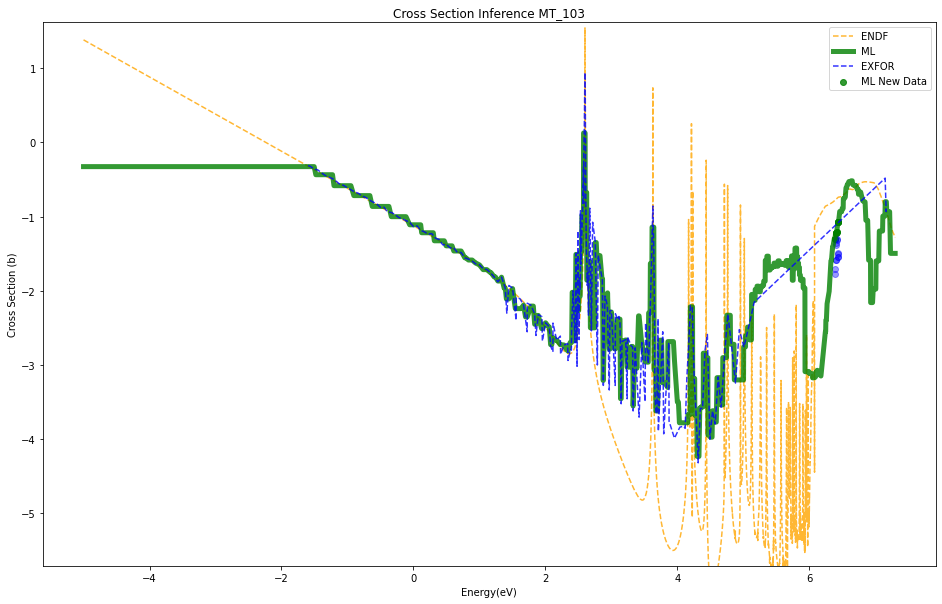 Cross Section Inference MT_103
ENDF
ML
EXFOR
ML New Data
Cross Section (b)
1
0
−1
−2
−3
−4
−5
−4
−2
0
2
4
6
Energy(eV)